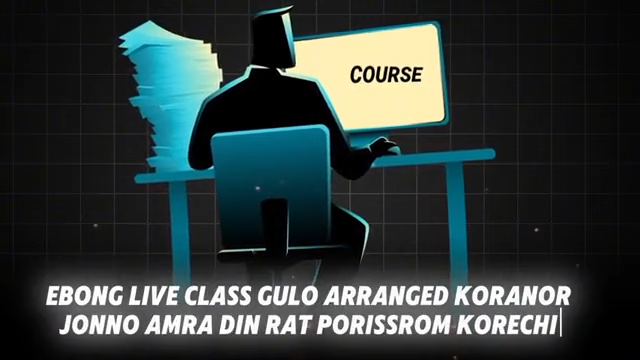 COURSE
EBONG LIVE CLASS GULO ARRANGED KORANOR
JONNO AMRA DIN RAT PORISSROM KORECHI